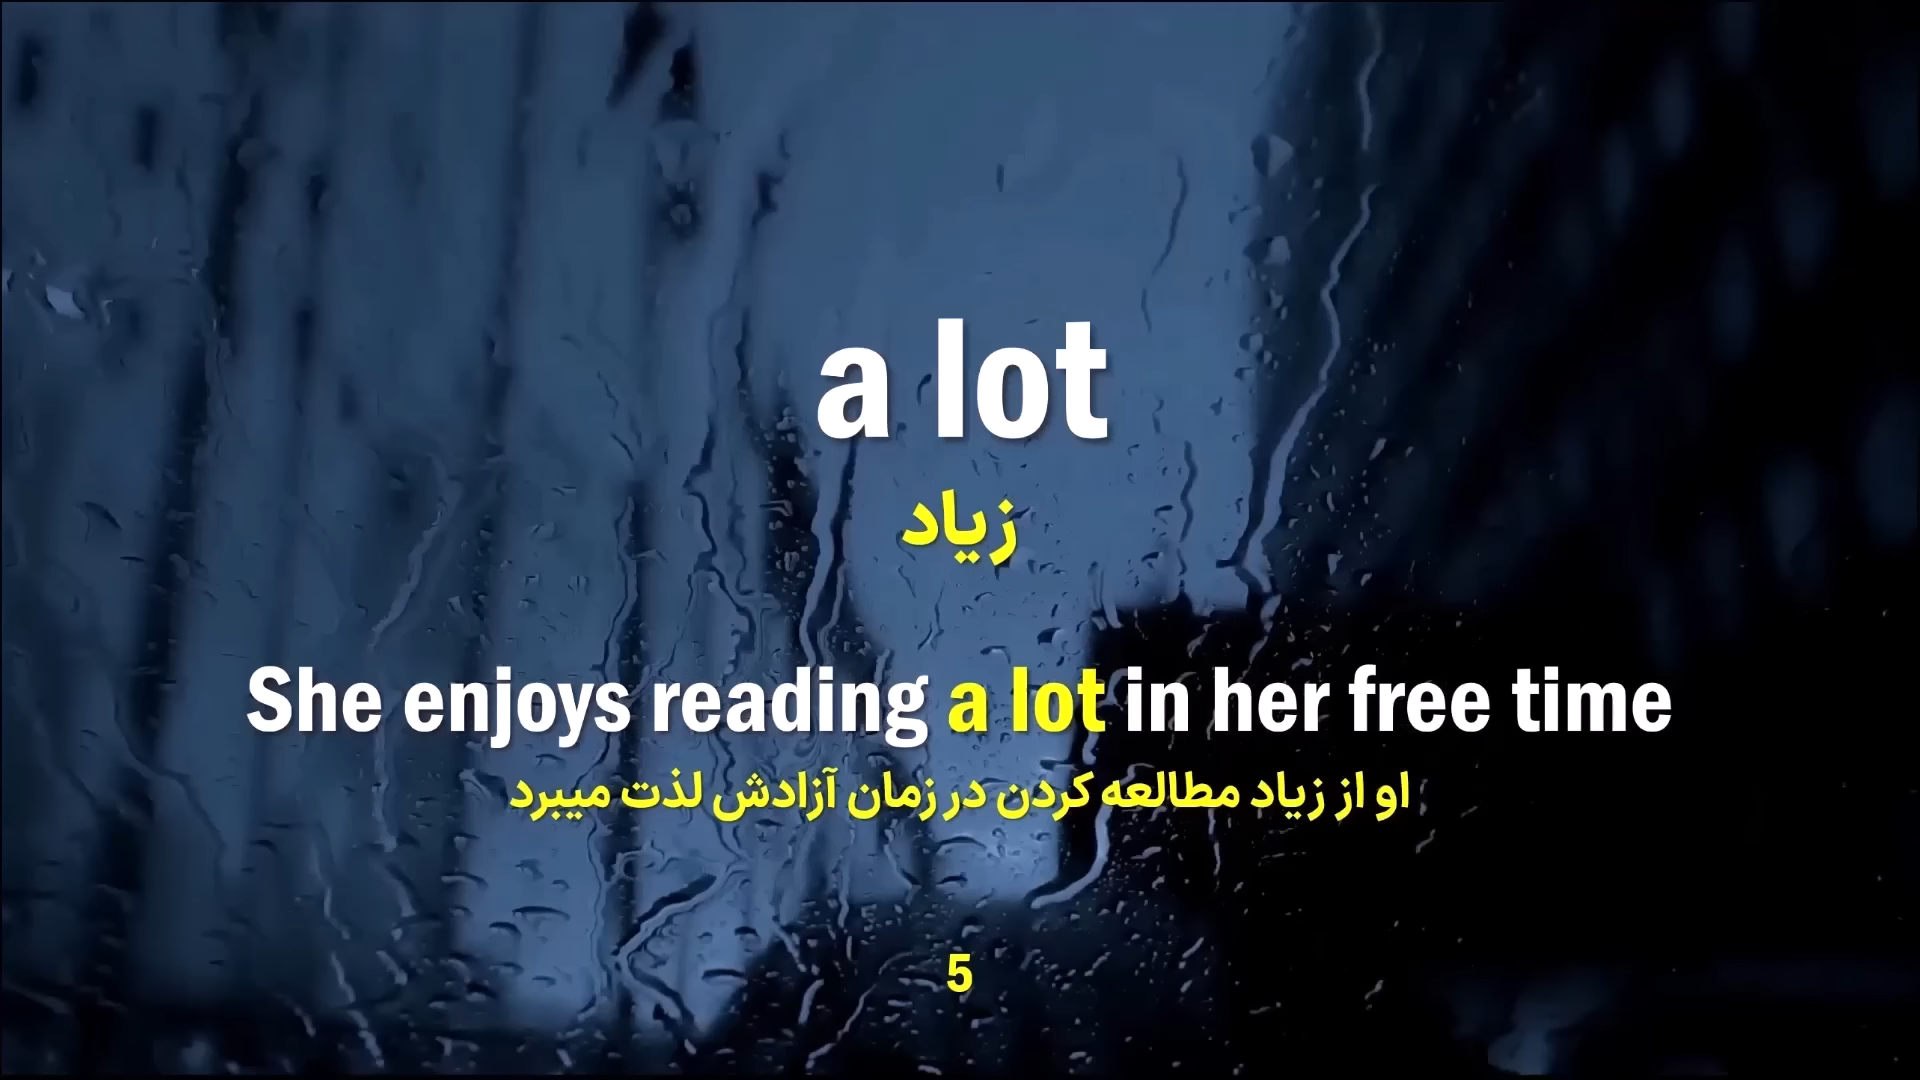 a lot
زیاد
She enjoys reading a lot in her free time
او از زیاد مطالعه کردن در زمان آزادش لذت میبرد
5